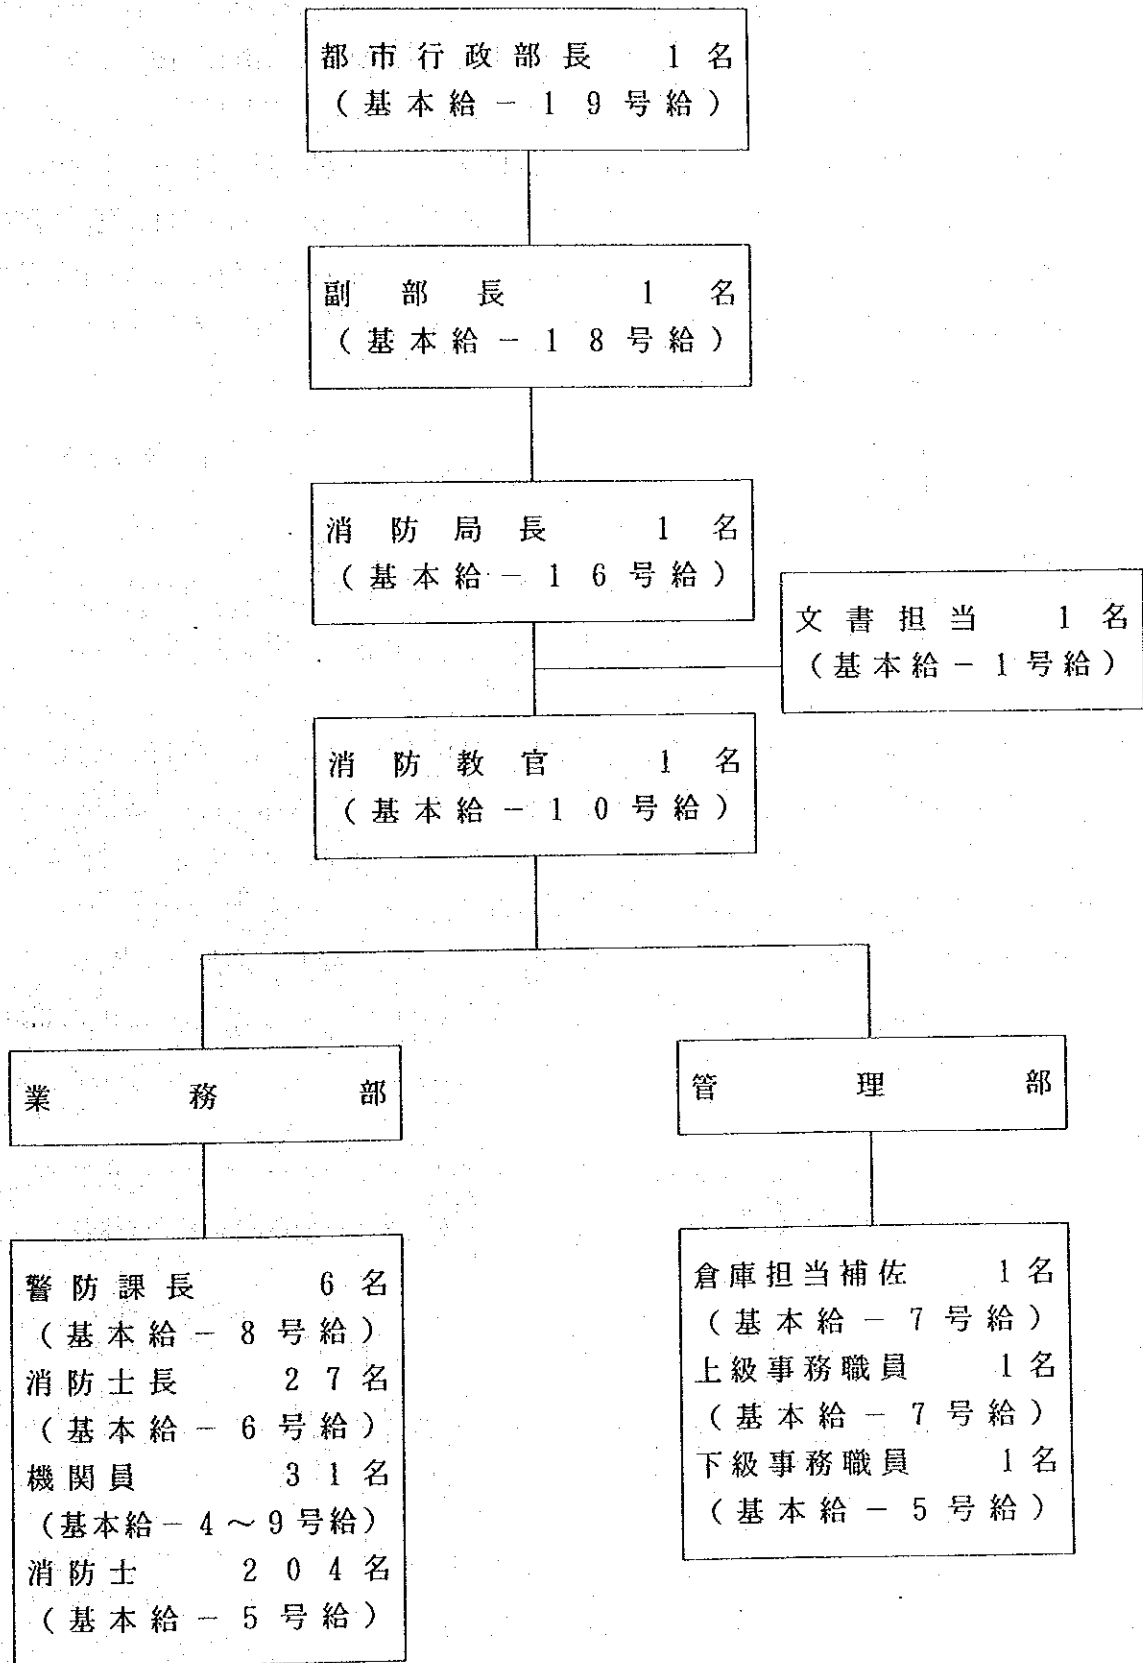 都市行政部長 1名
(基本給－19号給)
副部長 1名
(基本給－18号給)
消防局長 1名
(基本給－16号給)
文書担当 1名
(基本給－1号給)
消防教官 1名
(基本給－10号給)
業務部
管理部
警防課長 6名
(基本給－8号給)
消防士長 27名
(基本給－6号給)
機関員 31名
(基本給－4～9号給)
消防士 204名
(基本給－5号給)
倉庫担当補佐 1名
(基本給－7号給)
上級事務職員 1名
(基本給－7号給)
下級事務職員 1名
(基本給－5号給)